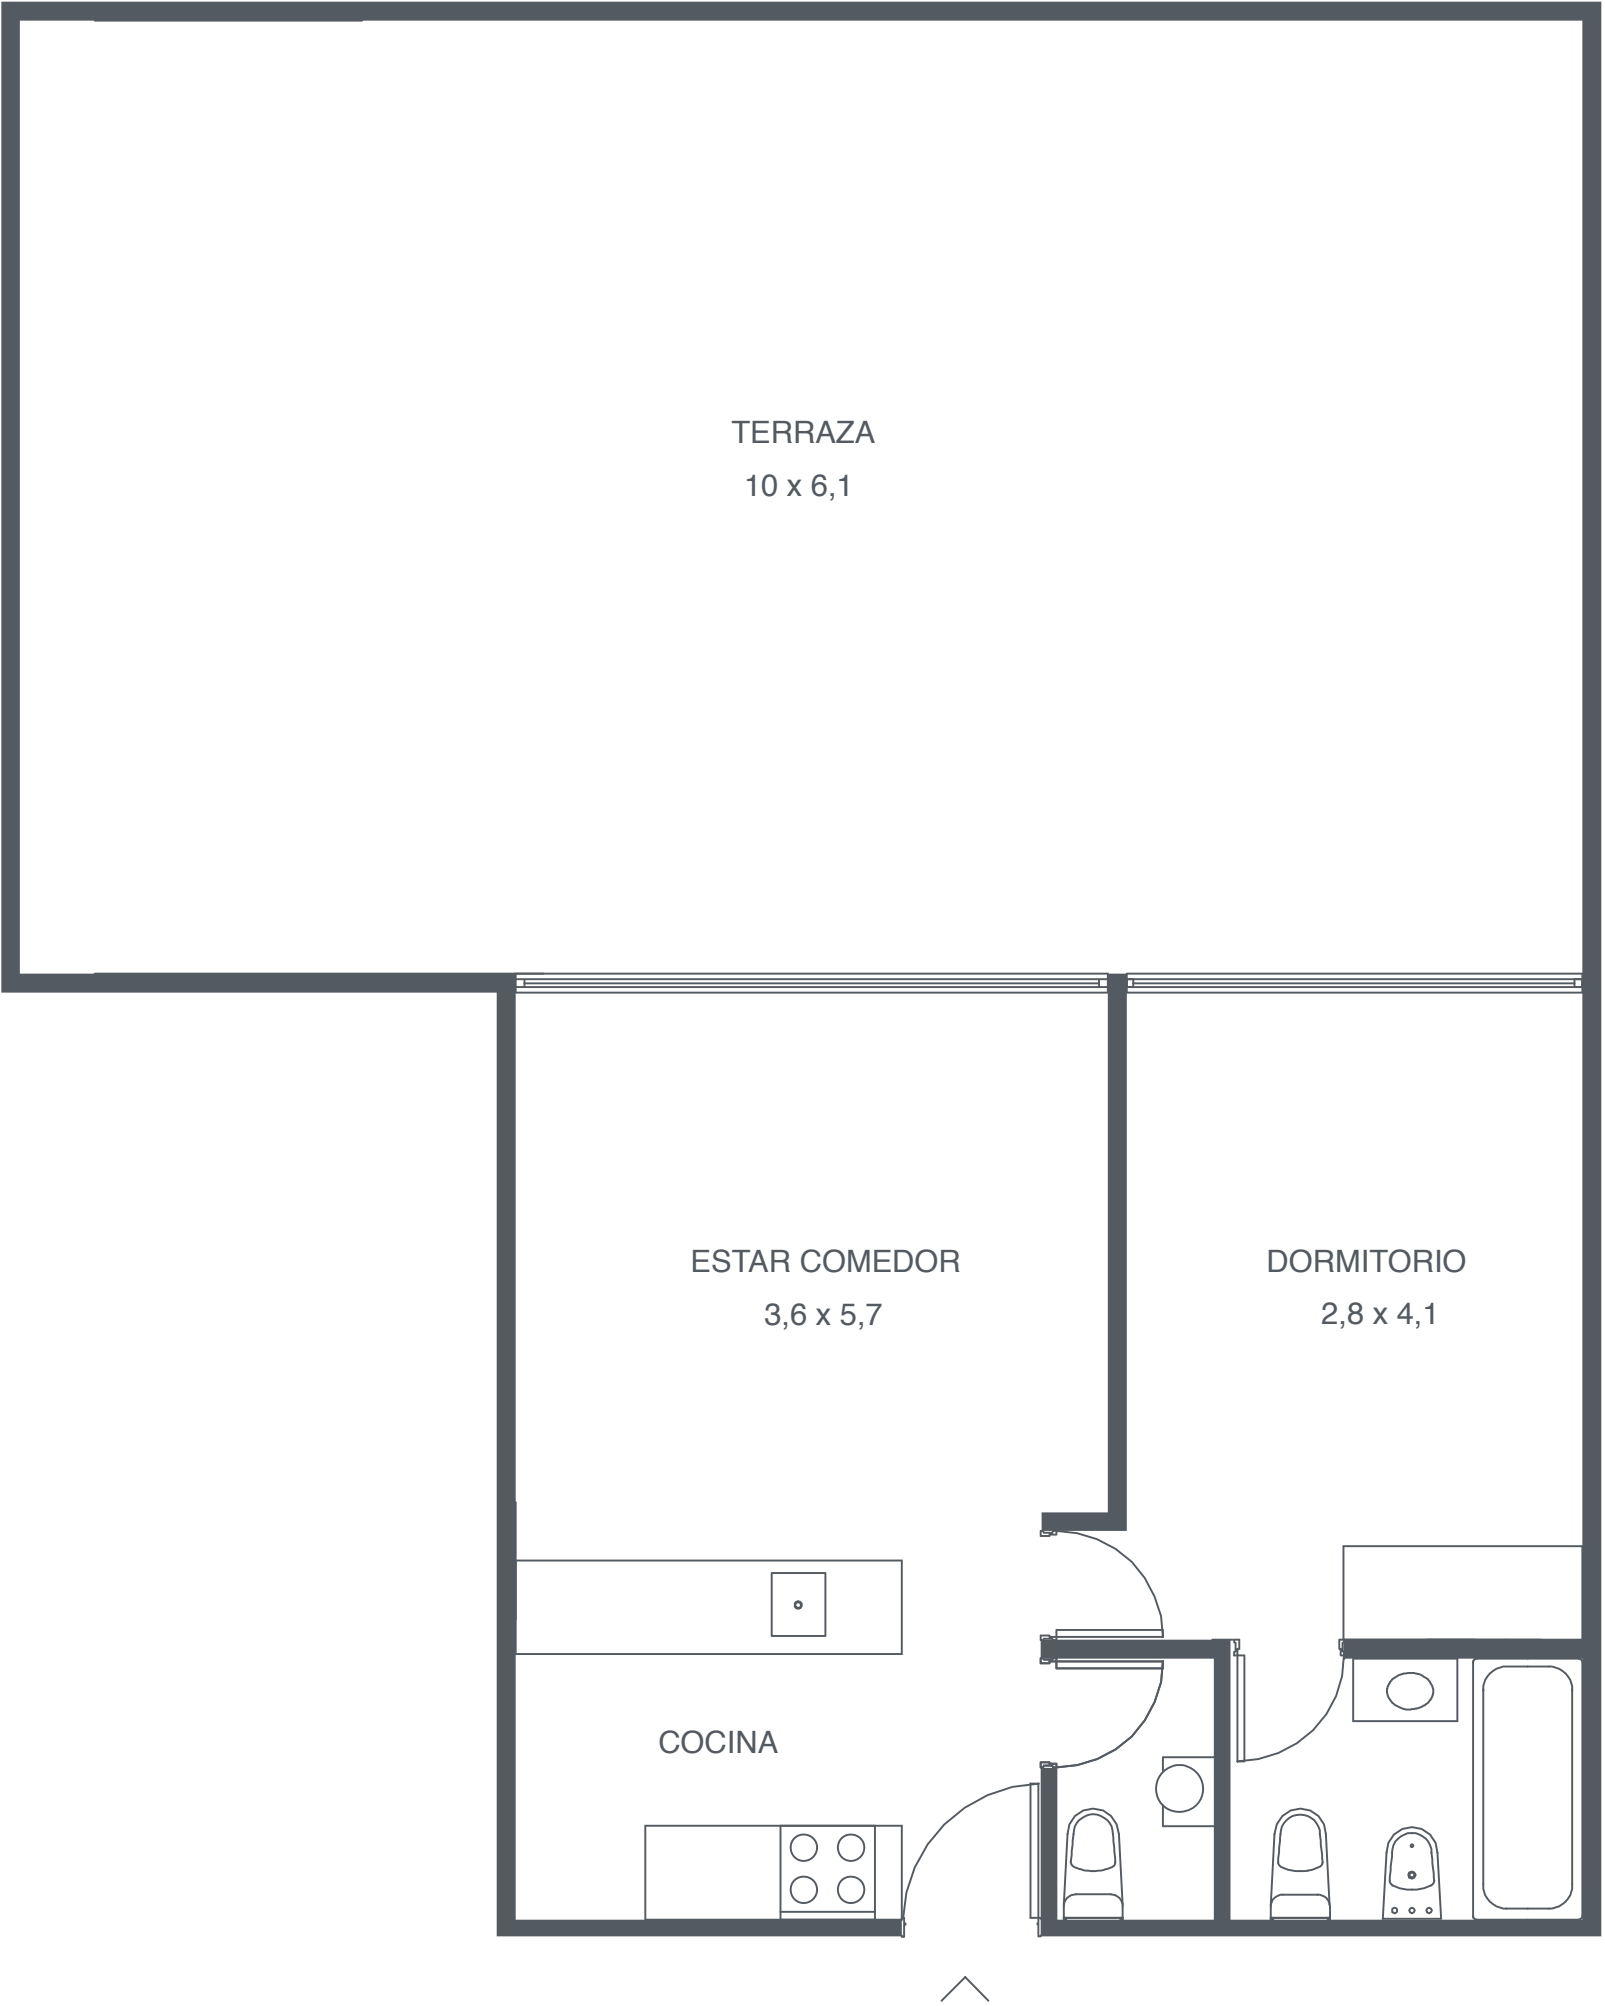 TERRAZA
10 x 6,1
ESTAR COMEDOR
3,6 x 5,7
DORMITORIO
2,8 x 4,1
COCINA